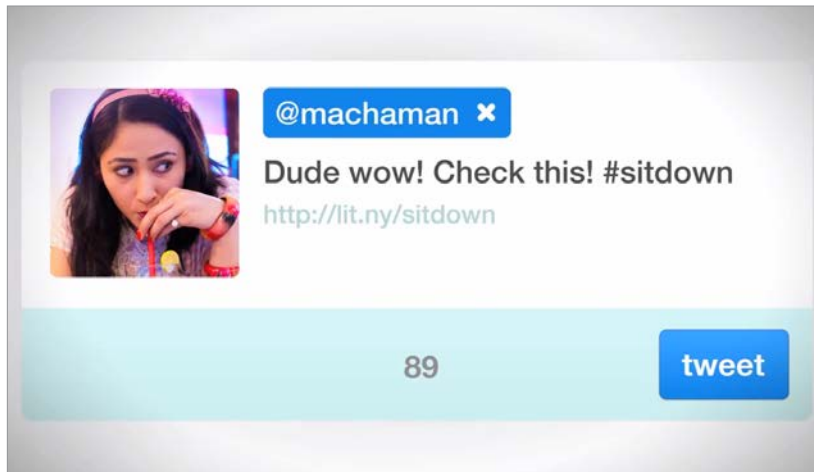 @machaman ×
Dude wow! Check this! #sitdown
http://lit.ny/sitdown
89
tweet